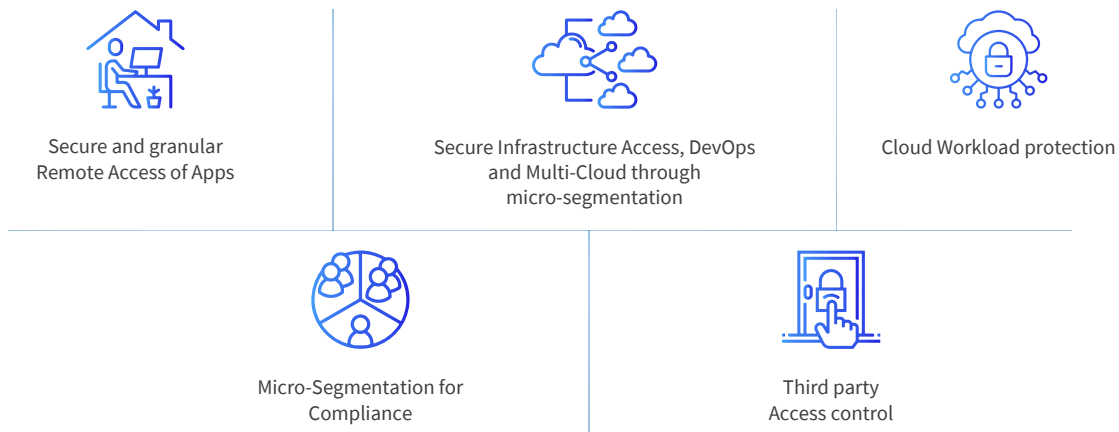 Secure and granular
Remote Access of Apps
Secure Infrastructure Access, DevOps
and Multi-Cloud through
micro-segmentation
Cloud Workload protection
Micro-Segmentation for
Compliance
Third party
Access control